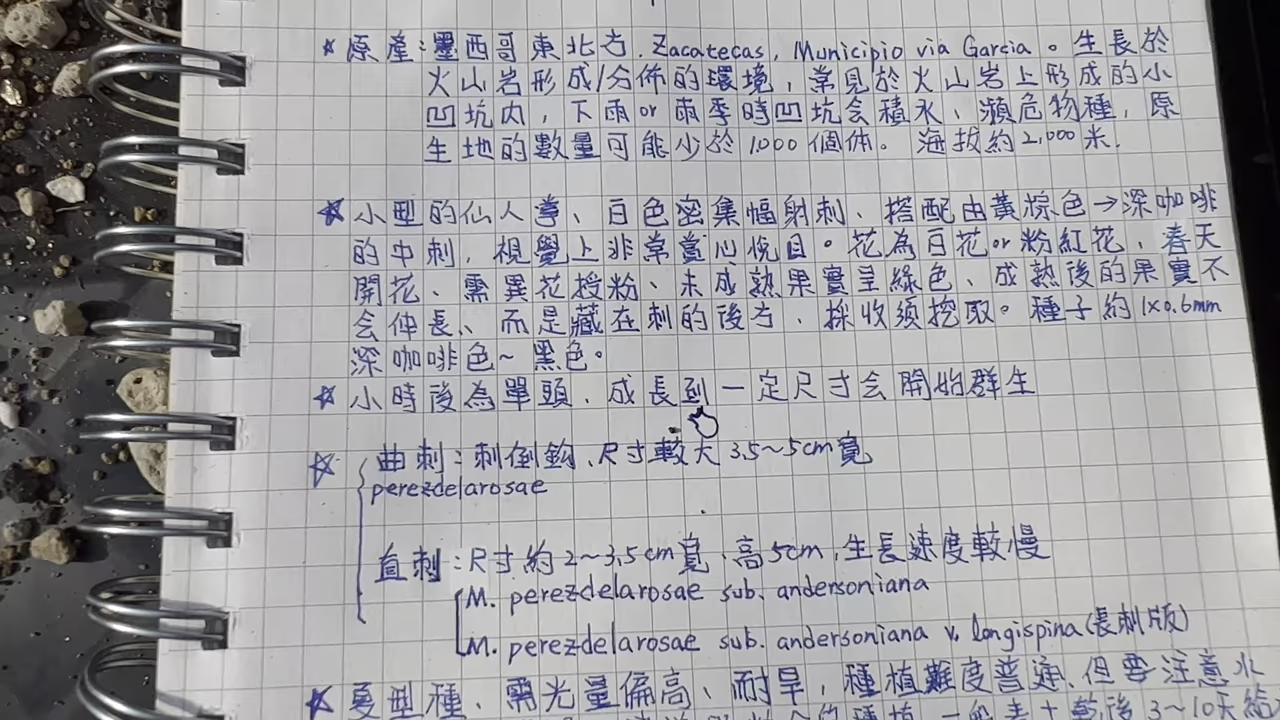 ☆ 原產：墨西哥東北方, Zacatecas, Municipio via Garcia。生長於
火山岩形成/分佈的環境，常見於火山岩上形成的小
凹坑內，下雨or雨季時凹坑会積水、瀕危物種，原
生地的數量可能少於1,000個体。 海拔約2,000米.
☆ 小型的仙人掌、白色密集幅射刺、搭配由黃棕色→深咖啡
的中刺，視覺上非常賞心悅目。花為白花or粉紅花、春天
開花、需異花授粉、未成熟果實呈綠色、成熟後的果實不
会伸長、而是藏在刺的後方，採收須挖取。種子約1x0.6mm
深咖啡色~黑色。
☆ 小時後為單頭、成長到一定尺寸会開始群生
☆ 曲刺：刺倒鈎、尺寸較大 3.5~5cm寬
perezdelarosae
直刺：尺寸約2~3.5cm寬、高5cm，生長速度較慢
M. perezdelarosae sub. andersoniana
M. perezdelarosae sub. andersoniana v. longispina(長刺版)
☆ 夏型種、需光量偏高、耐旱，種植難度普通、但要注意水
一般 後 3~10天給